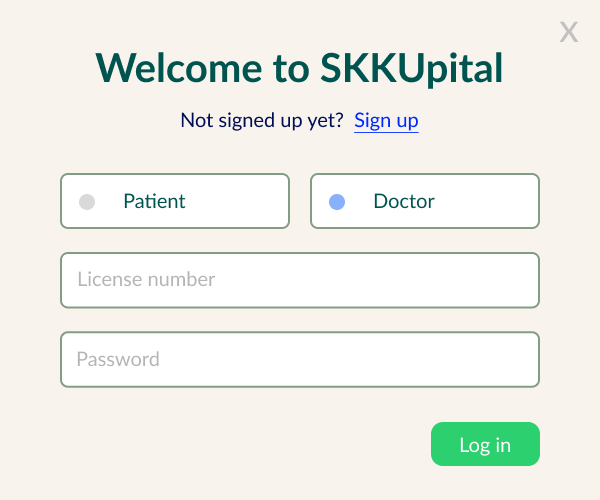 X
Welcome to SKKUpital
Not signed up yet? Sign up
Patient Doctor
License number
Password
Log in